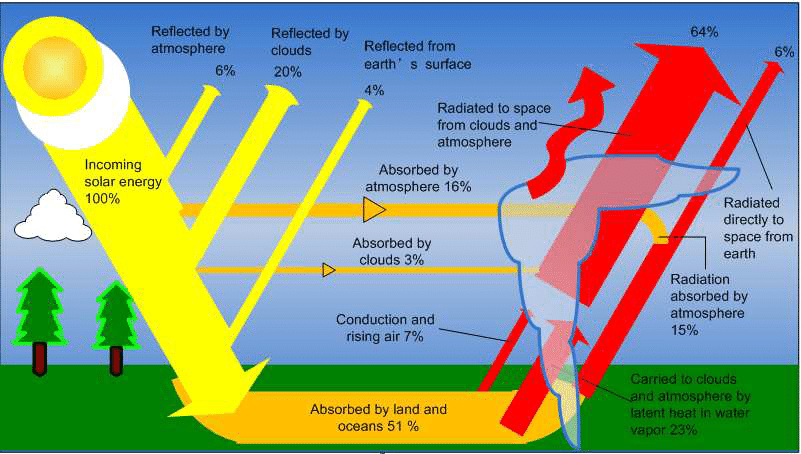 Reflected by
atmosphere
6%
Reflected by
clouds
20%
Reflected from
earth's surface
4%
64%
6%
Radiated to space
from clouds and
atmosphere
Incoming
solar energy
100%
Absorbed by
atmosphere 16%
Absorbed by
clouds 3%
Radiated
directly to
space from
earth
Radiation
absorbed by
atmosphere
15%
Conduction and
rising air 7%
Carried to clouds
and atmosphere by
latent heat in water
vapor 23%
Absorbed by land and
oceans 51 %